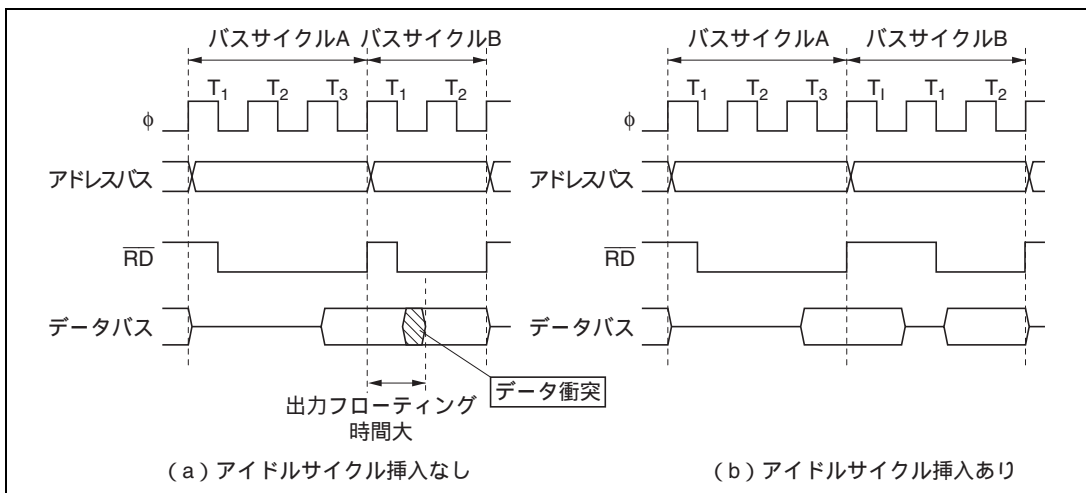 バスサイクルA バスサイクルB
T1 T2 T3 T1 T2
φ
アドレスバス
RD
データバス
データ衝突
出力フローティング
時間大
(a)アイドルサイクル挿入なし
バスサイクルA バスサイクルB
T1 T2 T3 TI T1 T2
φ
アドレスバス
RD
データバス
(b)アイドルサイクル挿入あり